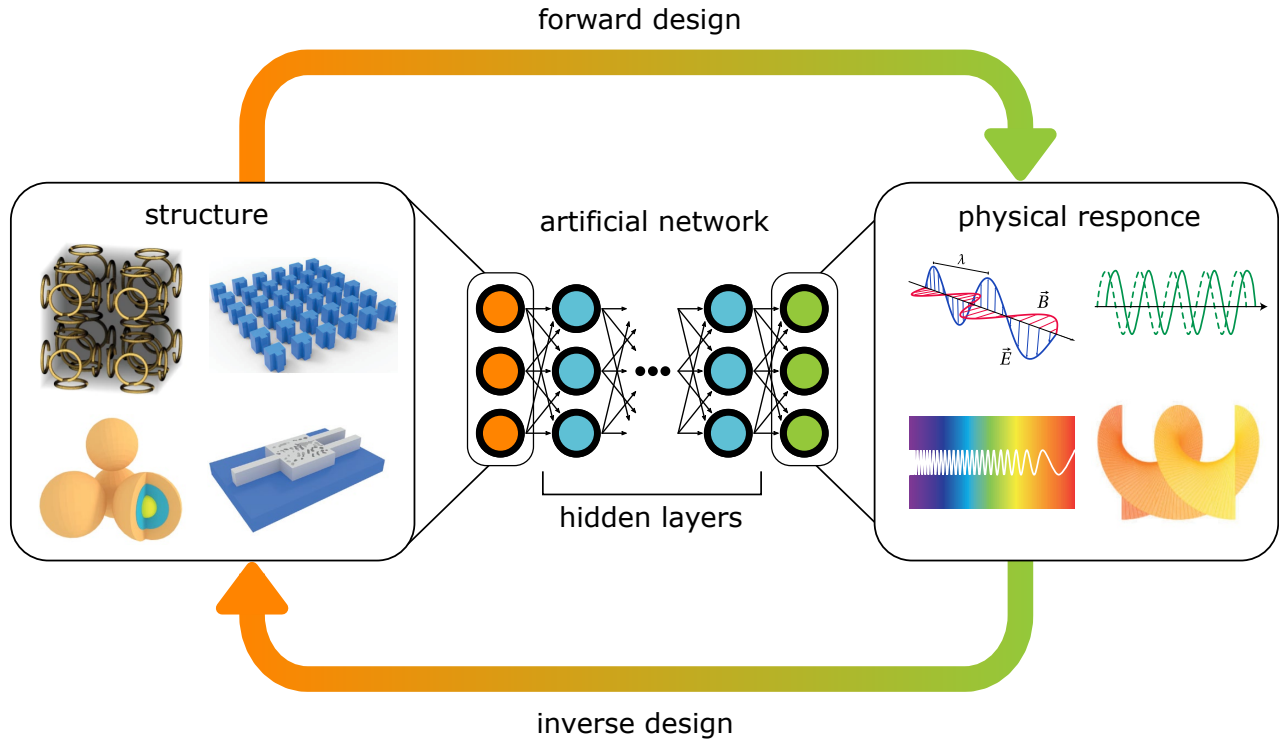 forward design
structure
artificial network
physical responce
λ
B⃗
E⃗
hidden layers
inverse design